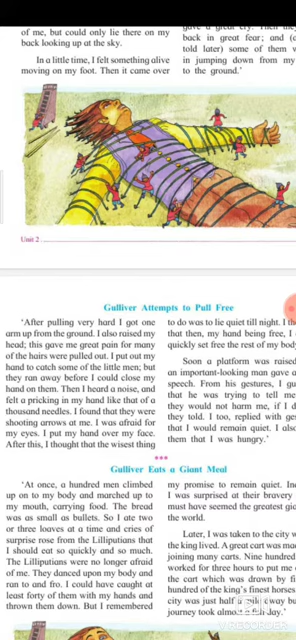 of me, but could only lie there on my
back looking up at the sky.
In a little time, I felt something alive
moving on my foot. Then it came over
back in great fear; and
told later) some of them
in jumping down from my
to the ground.'
Unit 2
Gulliver Attempts to Pull Free
'After pulling very hard I got one
arm up from the ground. I also raised my
head; this gave me great pain for many
of the hairs were pulled out. I put out my
hand to catch some of the little men; but
they ran away before I could close my
hand on them. Then I heard a noise, and
felt a pricking in my hand like that of a
thousand needles. I found that they were
shooting arrows at me. I was afraid for
my eyes. I put my hand over my face.
After this, I thought that the wisest thing
to do was to lie quiet till night. I
that then, my hand being free, I
quickly set free the rest of my body
Soon a platform was raised
an important-looking man gave a
speech. From his gestures, I
that he was trying to tell me
they would not harm me, if I
they told. I too, replied with
that I would remain quiet. I also
them that I was hungry.'
***
Gulliver Eats a Giant Meal
'At once, a hundred men climbed
up on to my body and marched up to
my mouth, carrying food. The bread
was as small as bullets. So I ate two
or three loaves at a time and cries of
surprise rose from the Lilliputians that
I should eat so quickly and so much.
The Lilliputians were no longer afraid
of me. They danced upon my body and
ran to and fro. I could have caught at
least forty of them with my hands and
thrown them down. But I remembered
my promise to remain quiet.
I was surprised at their bravery
must have seemed the greatest
the world.
Later, I was taken to the city
the king lived. A great cart was
joining many carts. Nine hundred
worked for three hours to put me
the cart which was drawn by
hundred of the king's finest horses.
city was just half a mile away
journey took almost day.'
RECORDER